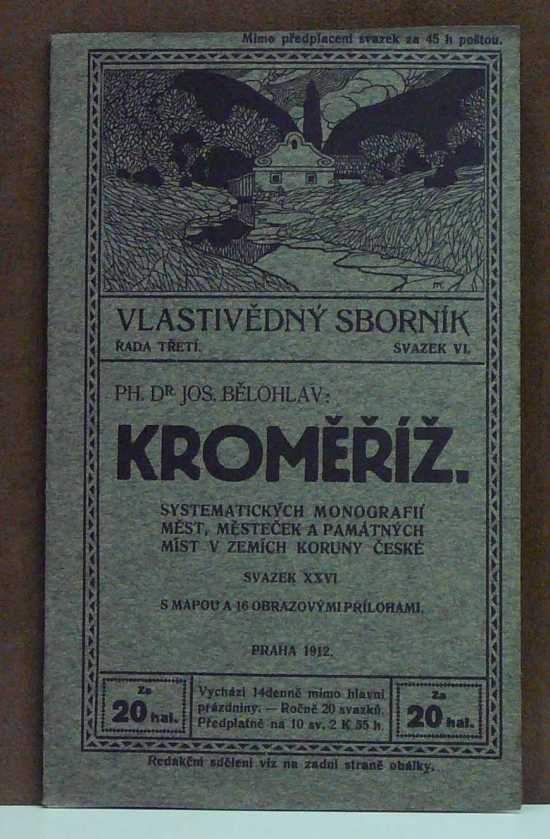 Mimo předplacení svazek za 45 h poštou.
VLASTIVĚDNÝ SBORNÍK
ŘADA TŘETÍ. SVAZEK VI.
PH. DR. JOS. BĚLOHLAV:
KROMĚŘÍŽ.
SYSTEMATICKÝCH MONOGRAFIÍ
MĚST, MĚSTEČEK A PAMÁTNÝCH
MÍST V ZEMÍCH KORUNY ČESKÉ
SVAZEK XXVI
S MAPOU A 16 OBRAZOVÝMI PŘÍLOHAMI.
PRAHA 1912.
Za
20 hal.
Vychází 14denně mimo hlavní
prázdniny. — Ročně 20 svazků.
Předplatné na 10 sv. 2 K 55 h.
Za
20 hal.
Redakční sdělení viz na zadní straně obálky.